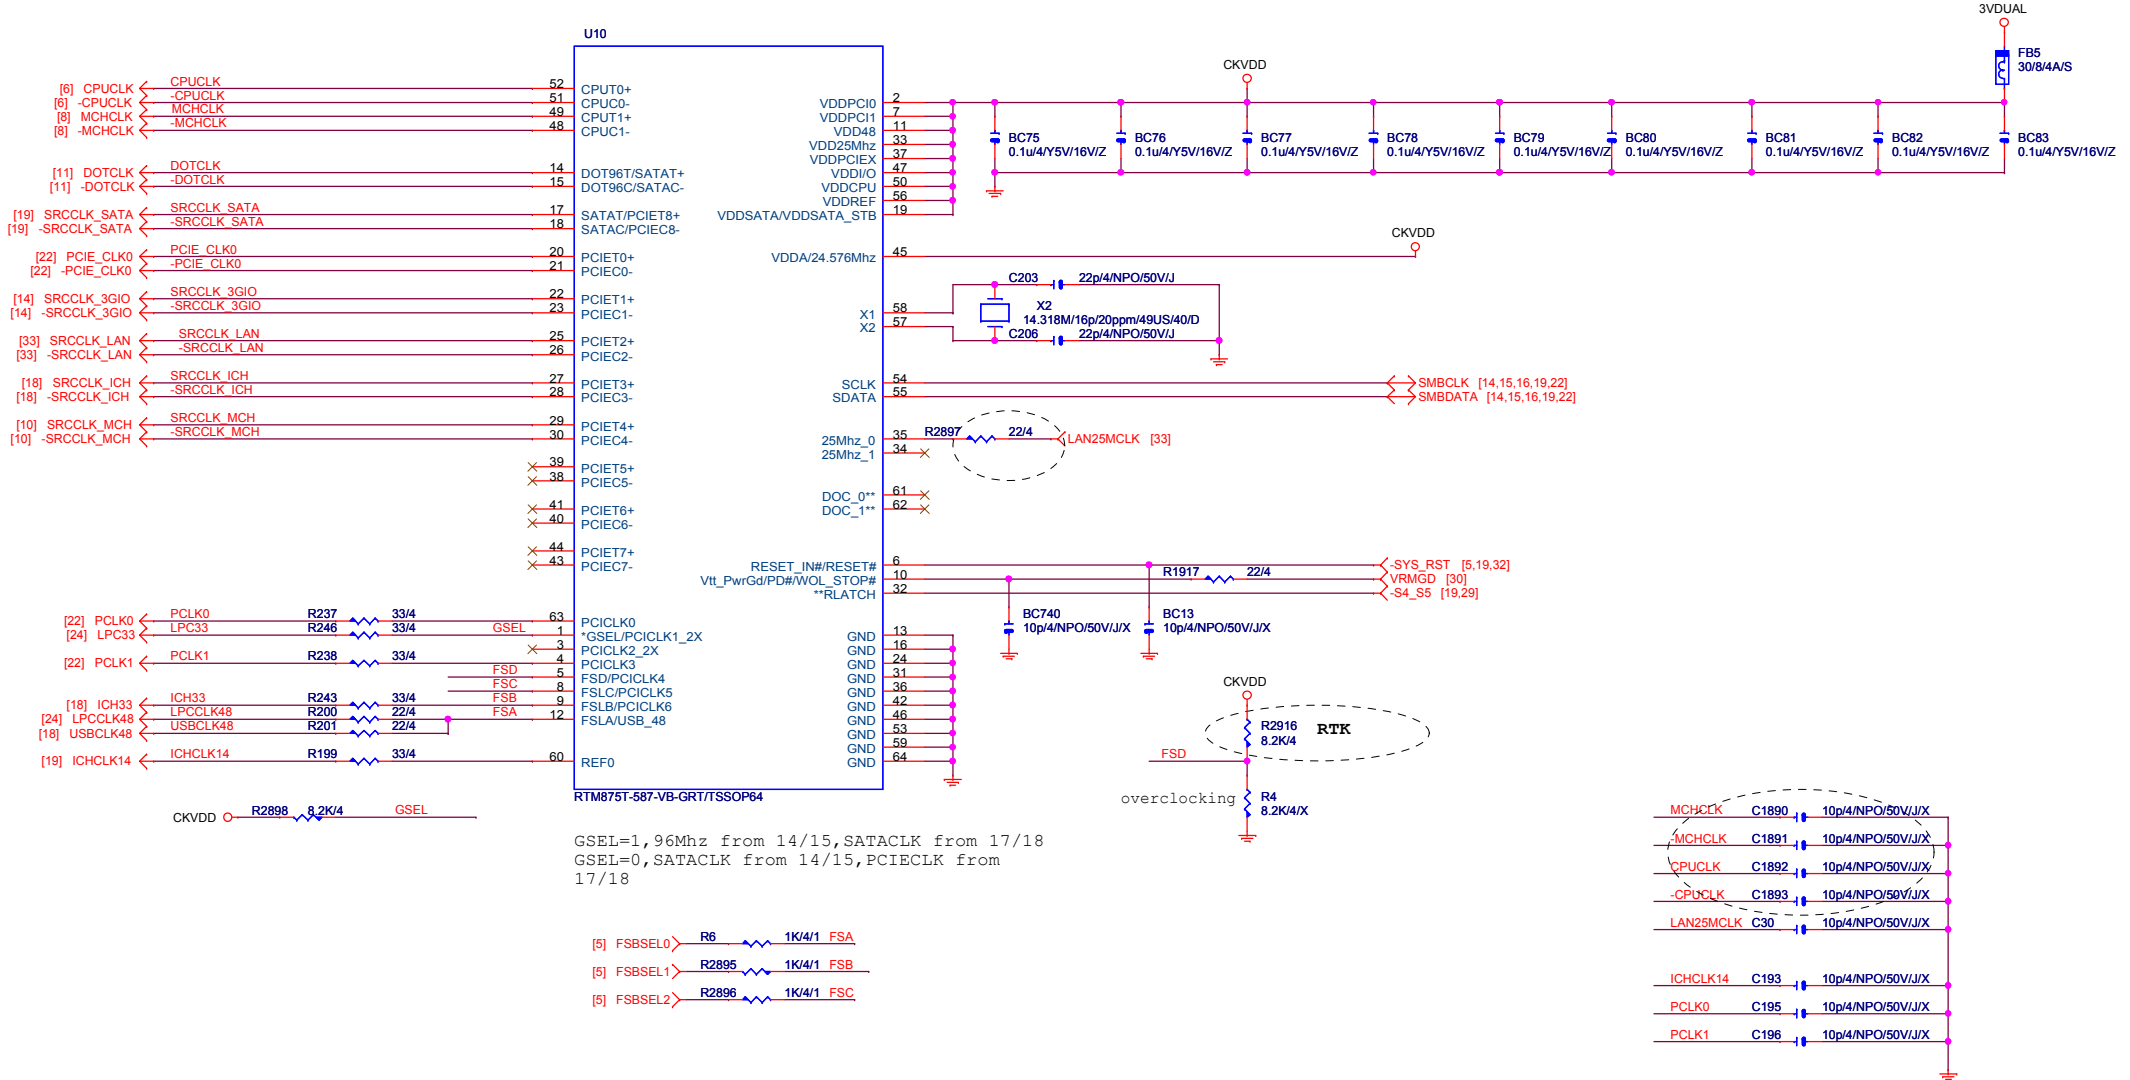 3VDUAL
U10
FB5
30/8/4A/S
CKVDD
[6] CPUCLK CPUCLK 52 CPUT0+
[6] -CPUCLK -CPUCLK 51 CPUC0-
[8] MCHCLK MCHCLK 49 CPUT1+
[8] -MCHCLK -MCHCLK 48 CPUC1-
[11] DOTCLK DOTCLK 14 DOT96T/SATAT+
[11] -DOTCLK -DOTCLK 15 DOT96C/SATAC-
[19] SRCCLK_SATA SRCCLK_SATA 17 SATAT/PCIET8+
[19] -SRCCLK_SATA -SRCCLK_SATA 18 SATAC/PCIEC8-
[22] PCIE_CLK0 PCIE_CLK0 20 PCIET0+
[22] -PCIE_CLK0 -PCIE_CLK0 21 PCIEC0-
[14] SRCCLK_3GIO SRCCLK_3GIO 22 PCIET1+
[14] -SRCCLK_3GIO -SRCCLK_3GIO 23 PCIEC1-
[33] SRCCLK_LAN SRCCLK_LAN 25 PCIET2+
[33] -SRCCLK_LAN -SRCCLK_LAN 26 PCIEC2-
[18] SRCCLK_ICH SRCCLK_ICH 27 PCIET3+
[18] -SRCCLK_ICH -SRCCLK_ICH 28 PCIEC3-
[10] SRCCLK_MCH SRCCLK_MCH 29 PCIET4+
[10] -SRCCLK_MCH -SRCCLK_MCH 30 PCIEC4-
39 PCIET5+
38 PCIEC5-
41 PCIET6+
40 PCIEC6-
44 PCIET7+
43 PCIEC7-
[22] PCLK0 PCLK0 R237 33/4 63 PCICLK0
[24] LPC33 LPC33 R246 33/4 GSEL 1 *GSEL/PCICLK1_2X
3 PCICLK2_2X
[22] PCLK1 PCLK1 R238 33/4 4 PCICLK3
FSD 5 FSD/PCICLK4
FSC 8 FSLC/PCICLK5
[18] ICH33 ICH33 R243 33/4 FSB 9 FSLB/PCICLK6
[24] LPCCLK48 LPCCLK48 R200 22/4 FSA 12 FSLA/USB_48
[18] USBCLK48 USBCLK48 R201 22/4
[19] ICHCLK14 ICHCLK14 R199 33/4 60 REF0
VDDPCI0 2
VDDPCI1 7
VDD48 11
VDD25Mhz 33
VDDPCIEX 37
VDDI/O 47
VDDCPU 50
VDDREF 56
VDDSATA/VDDSATA_STB 19
BC75 BC76 BC77 BC78 BC79 BC80 BC81 BC82 BC83
0.1u/4/Y5V/16V/Z 0.1u/4/Y5V/16V/Z 0.1u/4/Y5V/16V/Z 0.1u/4/Y5V/16V/Z 0.1u/4/Y5V/16V/Z 0.1u/4/Y5V/16V/Z 0.1u/4/Y5V/16V/Z 0.1u/4/Y5V/16V/Z 0.1u/4/Y5V/16V/Z
CKVDD
VDDA/24.576Mhz 45
C203 22p/4/NPO/50V/J
X1 58
X2 57
X2
14.318M/16p/20ppm/49US/40/D
C206 22p/4/NPO/50V/J
SCLK 54 SMBCLK [14,15,16,19,22]
SDATA 55 SMBDATA [14,15,16,19,22]
25Mhz_0 35 R2897 22/4 LAN25MCLK [33]
25Mhz_1 34
DOC_0** 61
DOC_1** 62
RESET_IN#/RESET# 6 -SYS_RST [5,19,32]
Vtt_PwrGd/PD#/WOL_STOP# 10 R1917 22/4 VRMGD [30]
**RLATCH 32 -S4_S5 [19,29]
BC740
10p/4/NPO/50V/J/X
BC13
10p/4/NPO/50V/J/X
GND 13
GND 16
GND 24
GND 31
GND 36
GND 42
GND 46
GND 53
GND 59
GND 64
RTM875T-587-VB-GRT/TSSOP64
CKVDD
R2916
8.2K/4
RTK
FSD
overclocking
R4
8.2K/4/X
CKVDD R2898 8.2K/4 GSEL
GSEL=1,96Mhz from 14/15,SATACLK from 17/18
GSEL=0,SATACLK from 14/15,PCIECLK from
17/18
[5] FSBSEL0 R6 1K/4/1 FSA
[5] FSBSEL1 R2895 1K/4/1 FSB
[5] FSBSEL2 R2896 1K/4/1 FSC
MCHCLK C1890 10p/4/NPO/50V/J/X
-MCHCLK C1891 10p/4/NPO/50V/J/X
CPUCLK C1892 10p/4/NPO/50V/J/X
-CPUCLK C1893 10p/4/NPO/50V/J/X
LAN25MCLK C30 10p/4/NPO/50V/J/X
ICHCLK14 C193 10p/4/NPO/50V/J/X
PCLK0 C195 10p/4/NPO/50V/J/X
PCLK1 C196 10p/4/NPO/50V/J/X